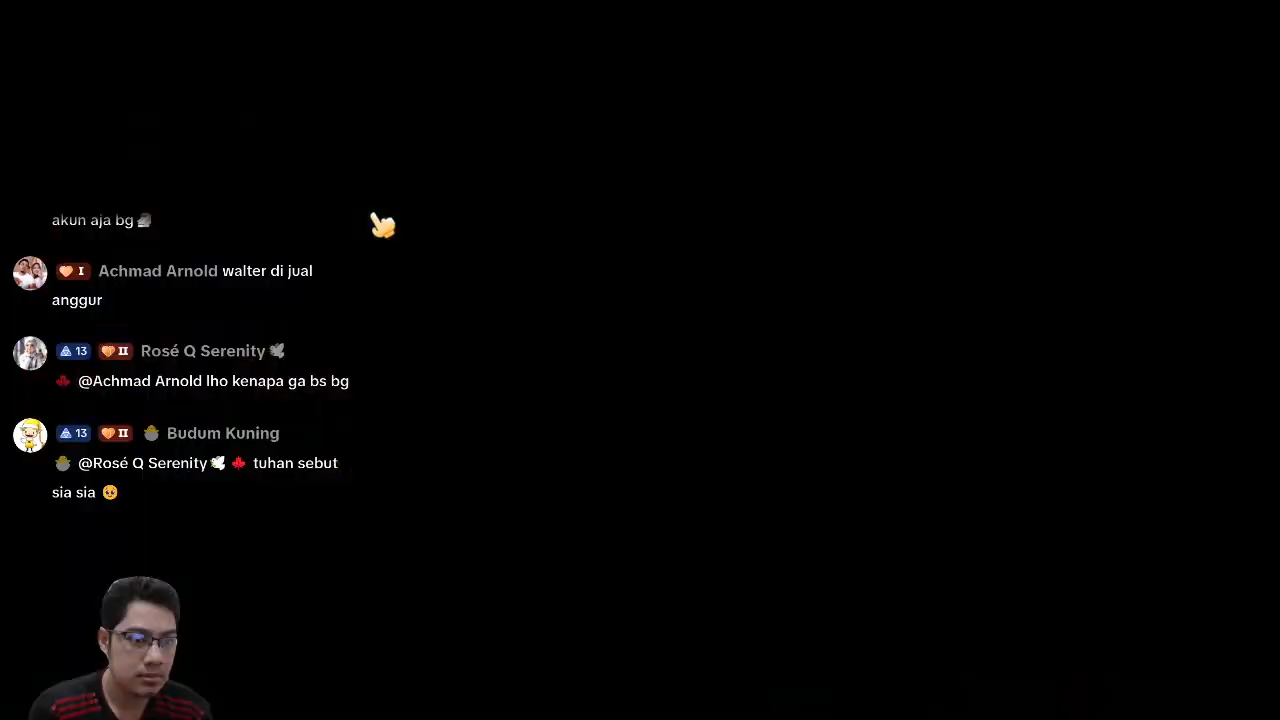 akun aja bg
I Achmad Arnold walter di jual
anggur
13 II Rosé Q Serenity
@Achmad Arnold lho kenapa ga bs bg
13 II Budum Kuning
@Rosé Q Serenity tuhan sebut
sia sia